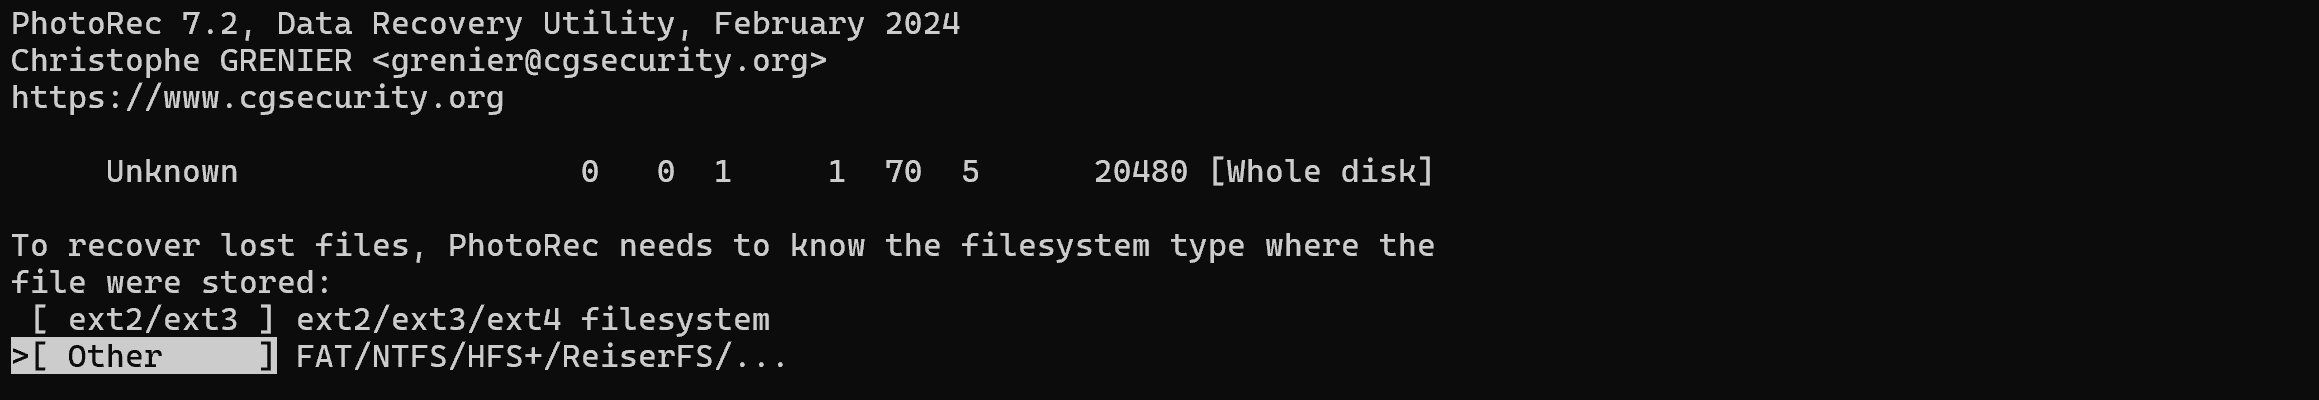 PhotoRec 7.2, Data Recovery Utility, February 2024
Christophe GRENIER <grenier@cgsecurity.org>
https://www.cgsecurity.org
     Unknown                  0   0  1     1  70  5      20480 [Whole disk]
To recover lost files, PhotoRec needs to know the filesystem type where the
file were stored:
 [ ext2/ext3 ] ext2/ext3/ext4 filesystem
>[ Other     ] FAT/NTFS/HFS+/ReiserFS/...